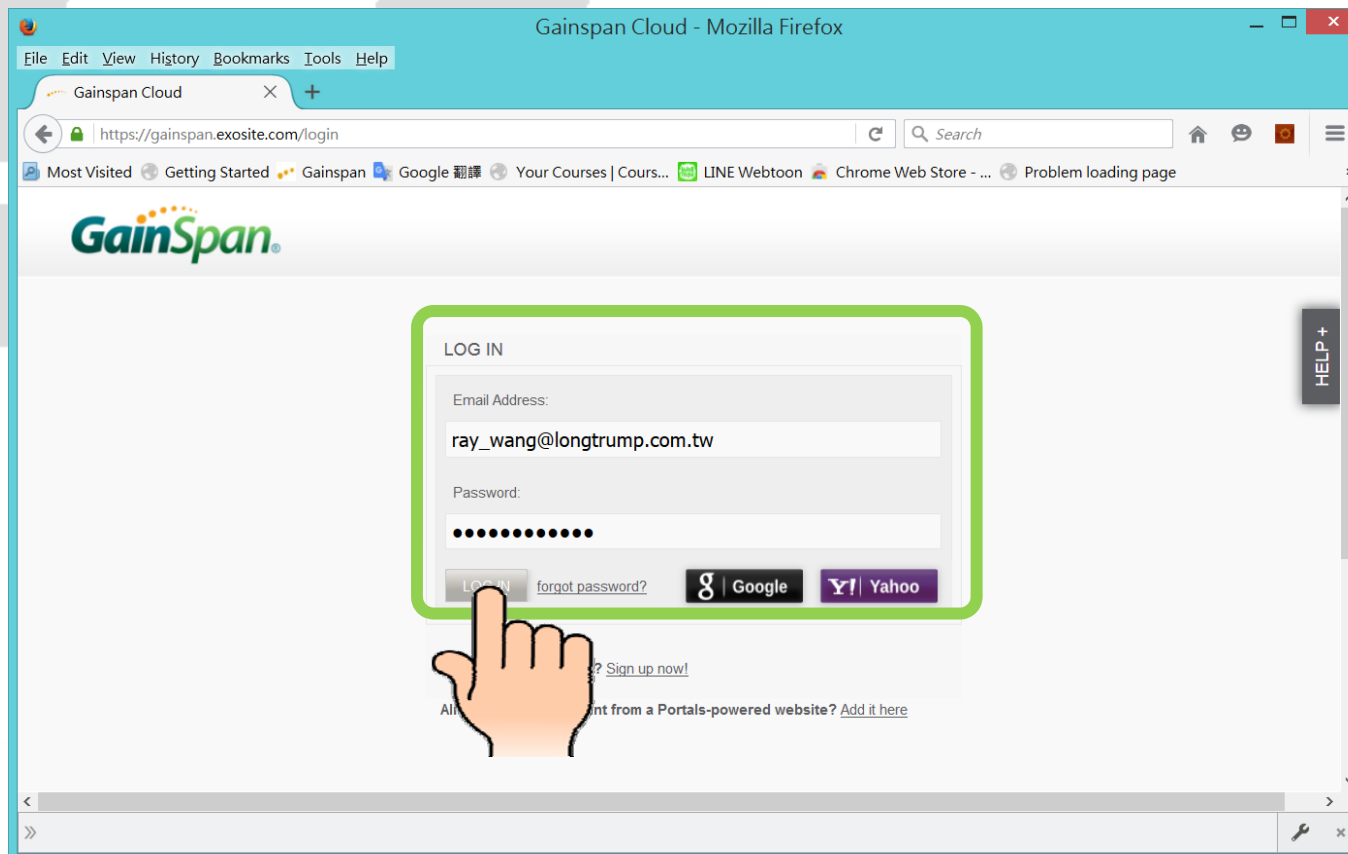 Gainspan Cloud - Mozilla Firefox
File Edit View History Bookmarks Tools Help
Gainspan Cloud
https://gainspan.exosite.com/login
Search
Most Visited Getting Started Gainspan Google 翻譯 Your Courses | Cours... LINE Webtoon Chrome Web Store - ... Problem loading page
GainSpan®
HELP +
LOG IN
Email Address:
ray_wang@longtrump.com.tw
Password:
••••••••••••
LOG IN forgot password? g | Google Y! | Yahoo
? Sign up now!
from a Portals-powered website? Add it here